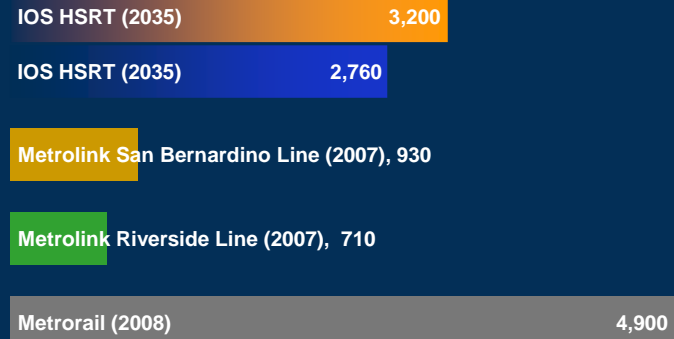 IOS HSRT (2035) 3,200
IOS HSRT (2035) 2,760
Metrolink San Bernardino Line (2007), 930
Metrolink Riverside Line (2007), 710
Metrorail (2008) 4,900